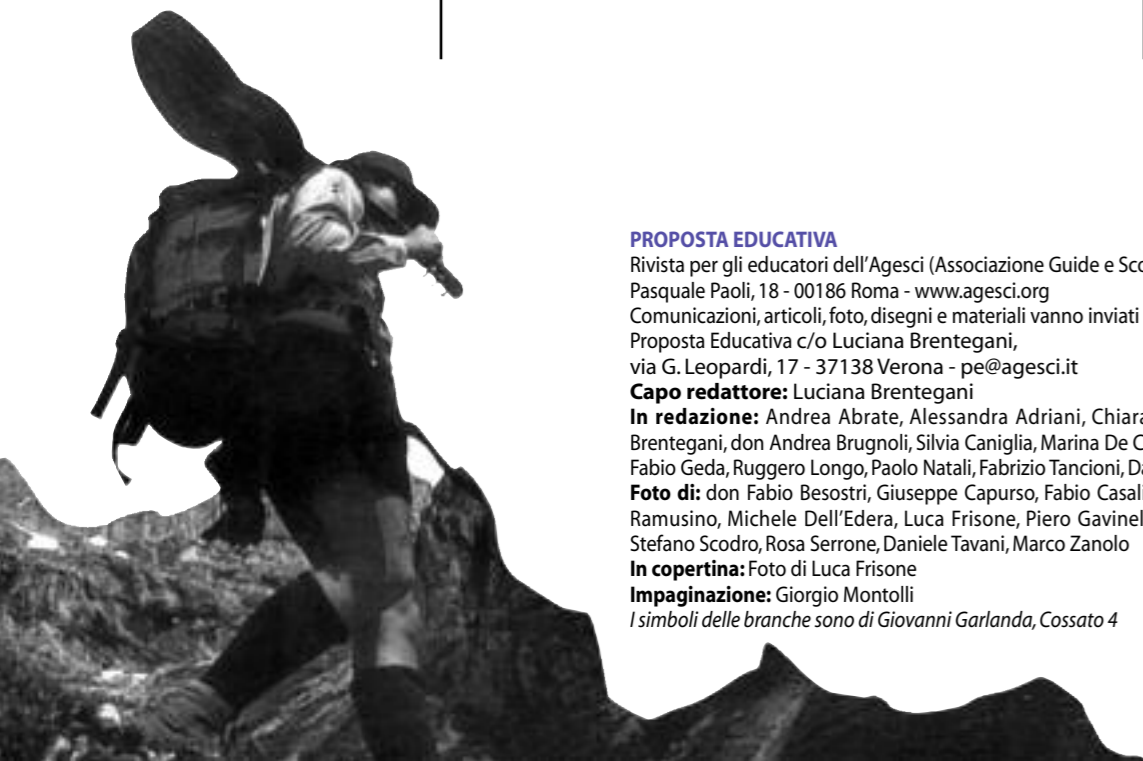 PROPOSTA EDUCATIVA
Rivista per gli educatori dell'Agesci (Associazione Guide e Sco
Pasquale Paoli, 18 - 00186 Roma - www.agesci.org
Comunicazioni, articoli, foto, disegni e materiali vanno inviati
Proposta Educativa c/o Luciana Brentegani,
via G. Leopardi, 17 - 37138 Verona - pe@agesci.it
Capo redattore: Luciana Brentegani
In redazione: Andrea Abrate, Alessandra Adriani, Chiara
Brentegani, don Andrea Brugnoli, Silvia Caniglia, Marina De C
Fabio Geda, Ruggero Longo, Paolo Natali, Fabrizio Tancioni, Da
Foto di: don Fabio Besostri, Giuseppe Capurso, Fabio Casali
Ramusino, Michele Dell'Edera, Luca Frisone, Piero Gavinel
Stefano Scodro, Rosa Serrone, Daniele Tavani, Marco Zanolo
In copertina: Foto di Luca Frisone
Impaginazione: Giorgio Montolli
I simboli delle branche sono di Giovanni Garlanda, Cossato 4